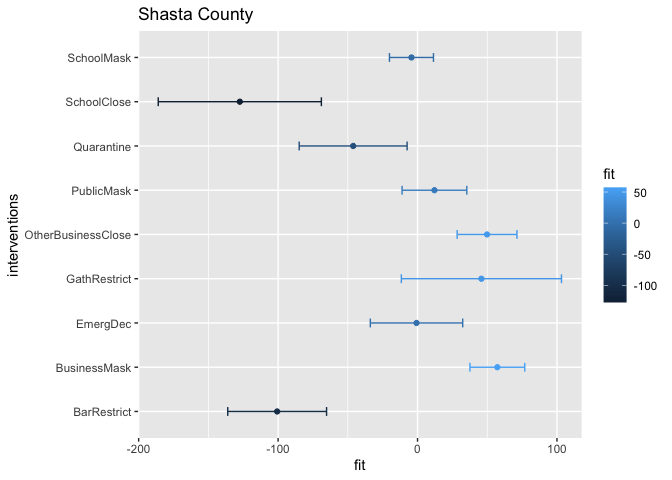 Shasta County
interventions
SchoolMask
SchoolClose
Quarantine
PublicMask
OtherBusinessClose
GathRestrict
EmergDec
BusinessMask
BarRestrict
-200
-100
0
100
fit
fit
50
0
-50
-100